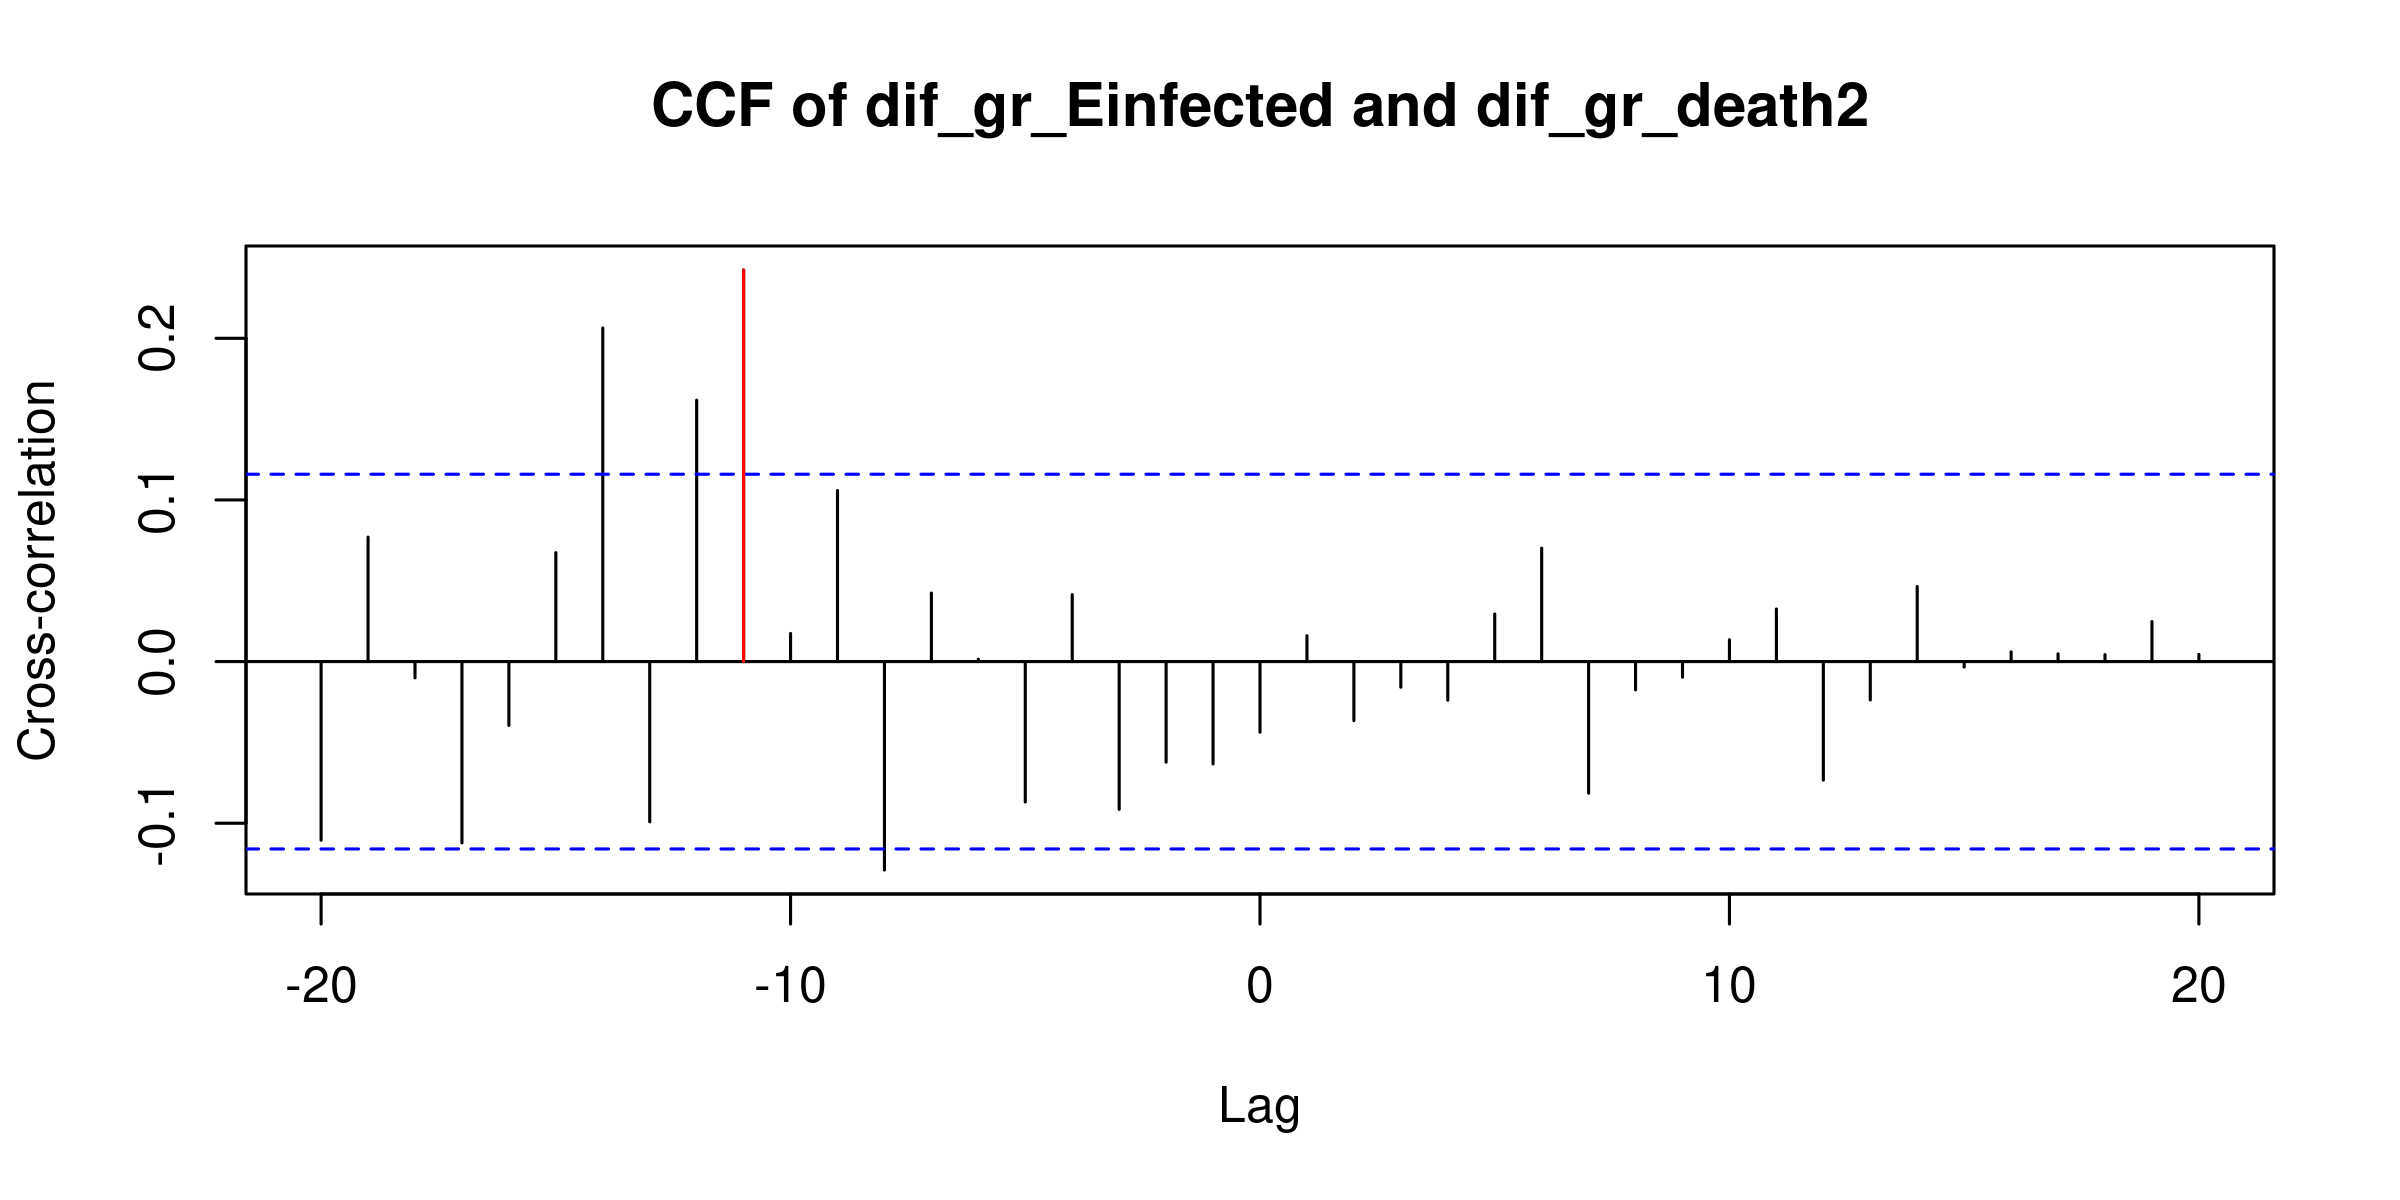 CCF of dif_gr_Einfected and dif_gr_death2
Cross-correlation
0.2
0.1
0.0
-0.1
-20 -10 0 10 20
Lag